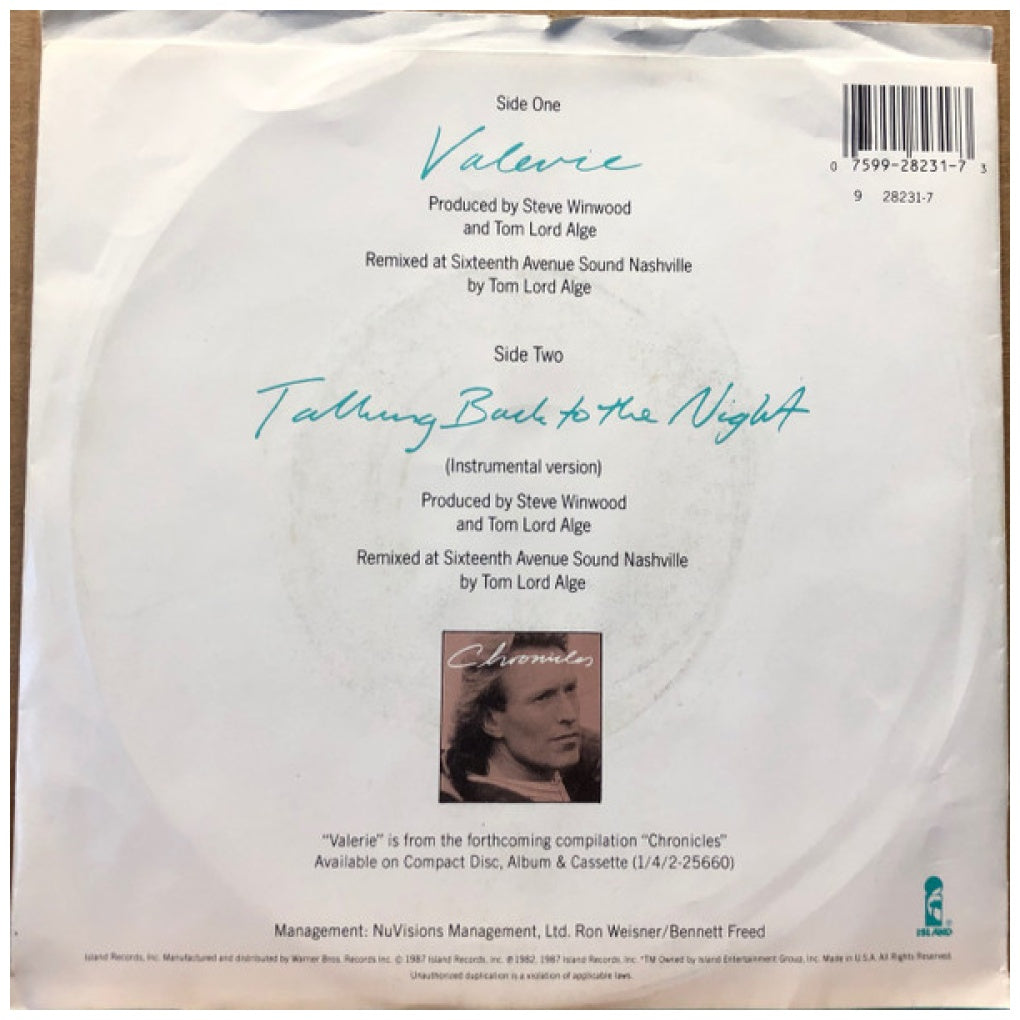 Side One
Valerie
Produced by Steve Winwood
and Tom Lord Alge
Remixed at Sixteenth Avenue Sound Nashville
by Tom Lord Alge
0 7599-28231-7 3
9 28231-7
Side Two
Talking Back to the Night
(Instrumental version)
Produced by Steve Winwood
and Tom Lord Alge
Remixed at Sixteenth Avenue Sound Nashville
by Tom Lord Alge
Chronicles
"Valerie" is from the forthcoming compilation "Chronicles"
Available on Compact Disc, Album & Cassette (1/4/2-25660)
ISLAND ®
Management: NuVisions Management, Ltd. Ron Weisner/Bennett Freed
Island Records, Inc. Manufactured and distributed by Warner Bros. Records Inc. © 1987 Island Records, Inc. ℗ 1982, 1987 Island Records, Inc. *TM Owned by Island Entertainment Group, Inc. Made in U.S.A. All Rights Reserved.
Unauthorized duplication is a violation of applicable laws.